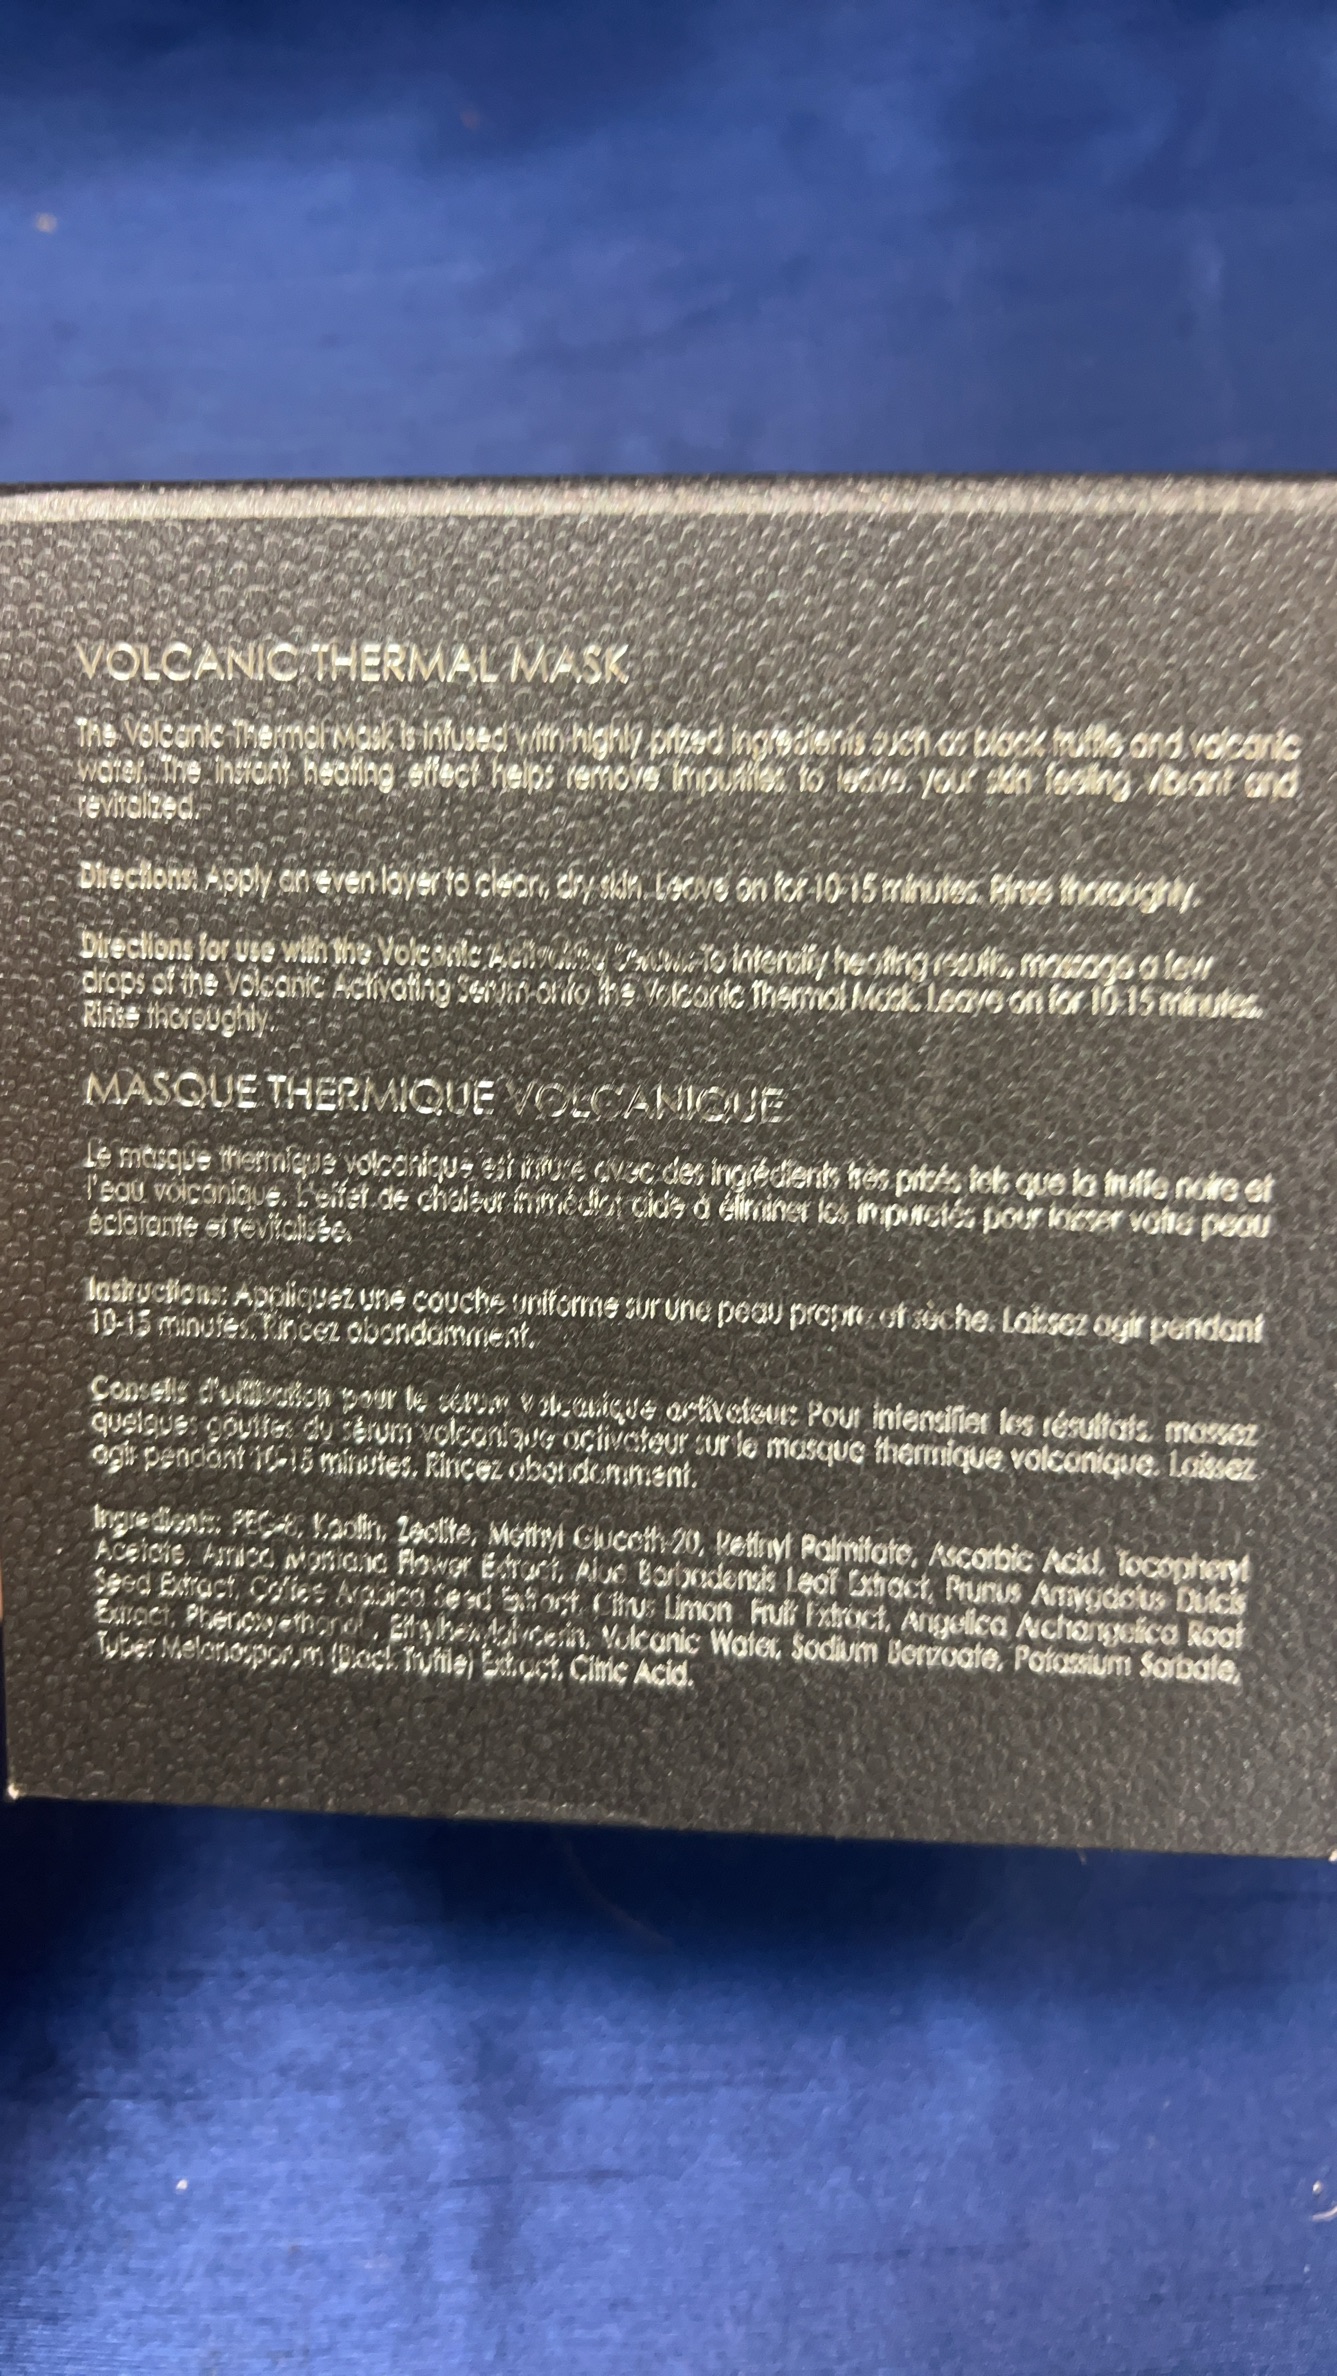 VOLCANIC THERMAL MASK
The Volcanic Thermal Mask is infused with highly prized ingredients such as black truffle and volcanic
water. The instant heating effect helps remove impurities to leave your skin feeling vibrant and
revitalized.
Directions: Apply an even layer to clean, dry skin. Leave on for 10-15 minutes. Rinse thoroughly.
Directions for use with the Volcanic Activating Serum: To intensify heating results, massage a few
drops of the Volcanic Activating Serum onto the Volcanic Thermal Mask. Leave on for 10-15 minutes.
Rinse thoroughly.
MASQUE THERMIQUE VOLCANIQUE
Le masque thermique volcanique est infusé avec des ingrédients très prisés tels que la truffe noire et
l'eau volcanique. L'effet de chaleur immédiat aide à éliminer les impuretés pour laisser votre peau
éclatante et revitalisée.
Instructions: Appliquez une couche uniforme sur une peau propre et sèche. Laissez agir pendant
10-15 minutes. Rincez abondamment.
Conseils d'utilisation pour le sérum volcanique activateur: Pour intensifier les résultats, massez
quelques gouttes du sérum volcanique activateur sur le masque thermique volcanique. Laissez
agir pendant 10-15 minutes. Rincez abondamment.
Ingredients: PEG-8, Kaolin, Zeolite, Methyl Gluceth-20, Retinyl Palmitate, Ascorbic Acid, Tocopheryl
Acetate, Arnica Montana Flower Extract, Aloe Barbadensis Leaf Extract, Prunus Amygdalus Dulcis
Seed Extract, Coffee Arabica Seed Extract, Citrus Limon Fruit Extract, Angelica Archangelica Root
Extract, Phenoxyethanol, Ethylhexylglycerin, Volcanic Water, Sodium Benzoate, Potassium Sorbate,
Tuber Melanosporum (Black Truffle) Extract, Citric Acid.